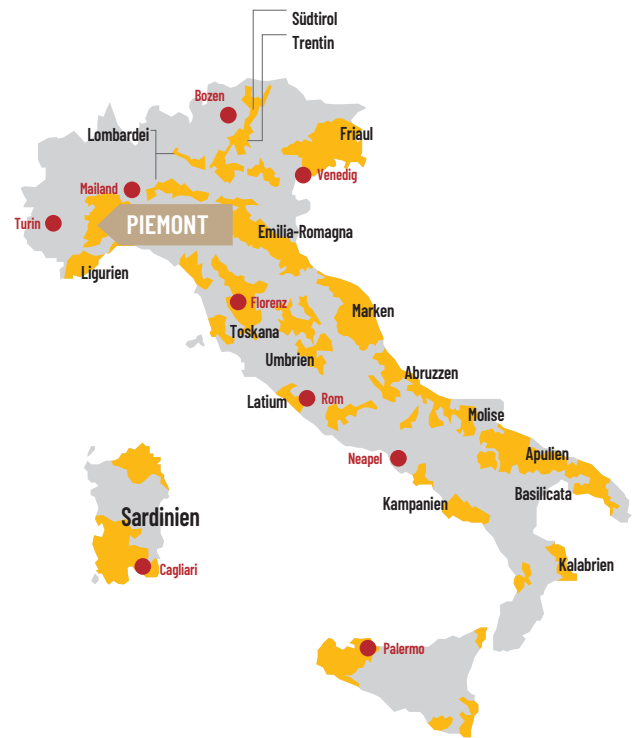 Südtirol
Trentin
Bozen
Lombardei
Friaul
Venedig
Mailand
Turin
PIEMONT
Emilia-Romagna
Ligurien
Florenz
Marken
Toskana
Umbrien
Abruzzen
Latium
Rom
Molise
Neapel
Apulien
Basilicata
Kampanien
Sardinien
Kalabrien
Cagliari
Palermo